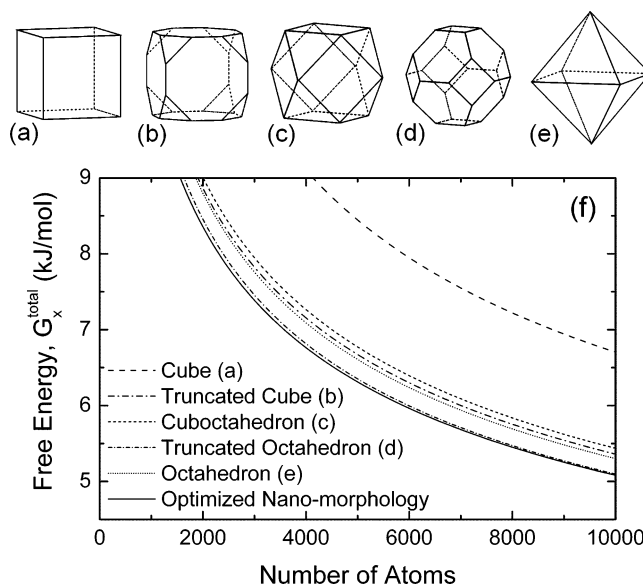 (a)
(b)
(c)
(d)
(e)
(f)
Free Energy, G_x^total (kJ/mol)
9
8
7
6
5
Cube (a)
Truncated Cube (b)
Cuboctahedron (c)
Truncated Octahedron (d)
Octahedron (e)
Optimized Nano-morphology
0
2000
4000
6000
8000
10000
Number of Atoms